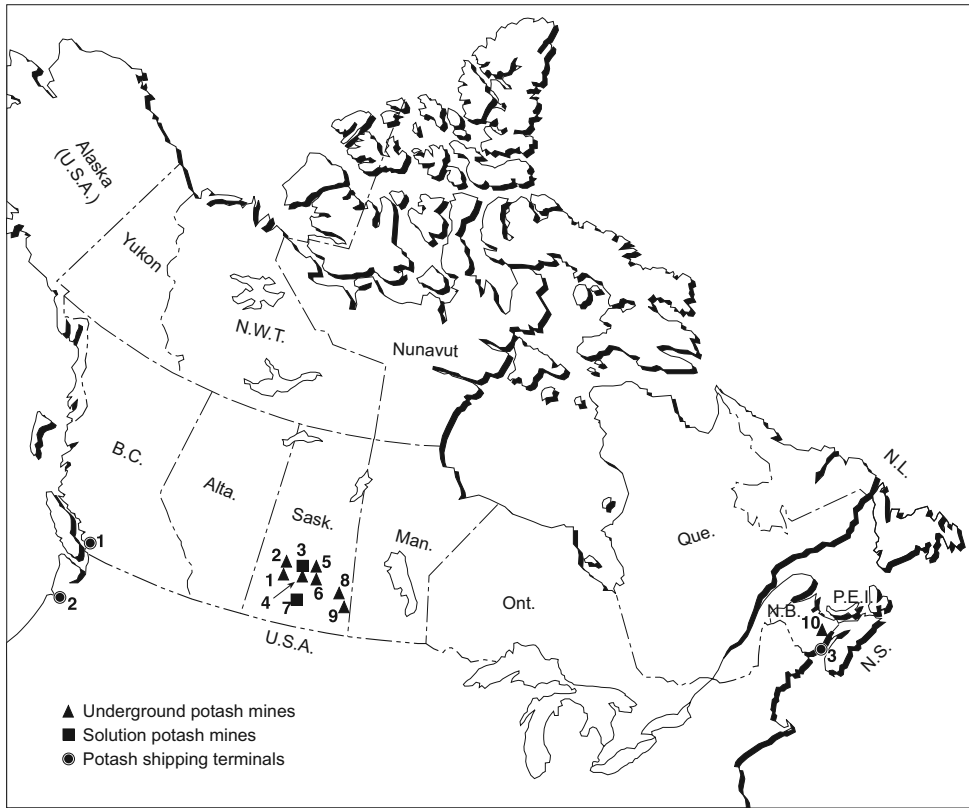 Alaska
(U.S.A.)
Yukon
N.W.T.
Nunavut
B.C.
Alta.
Sask.
Man.
Ont.
Que.
N.L.
P.E.I.
N.B.
N.S.
U.S.A.
1
2
2
3
5
1
4
6
7
8
9
10
3
Underground potash mines
Solution potash mines
Potash shipping terminals